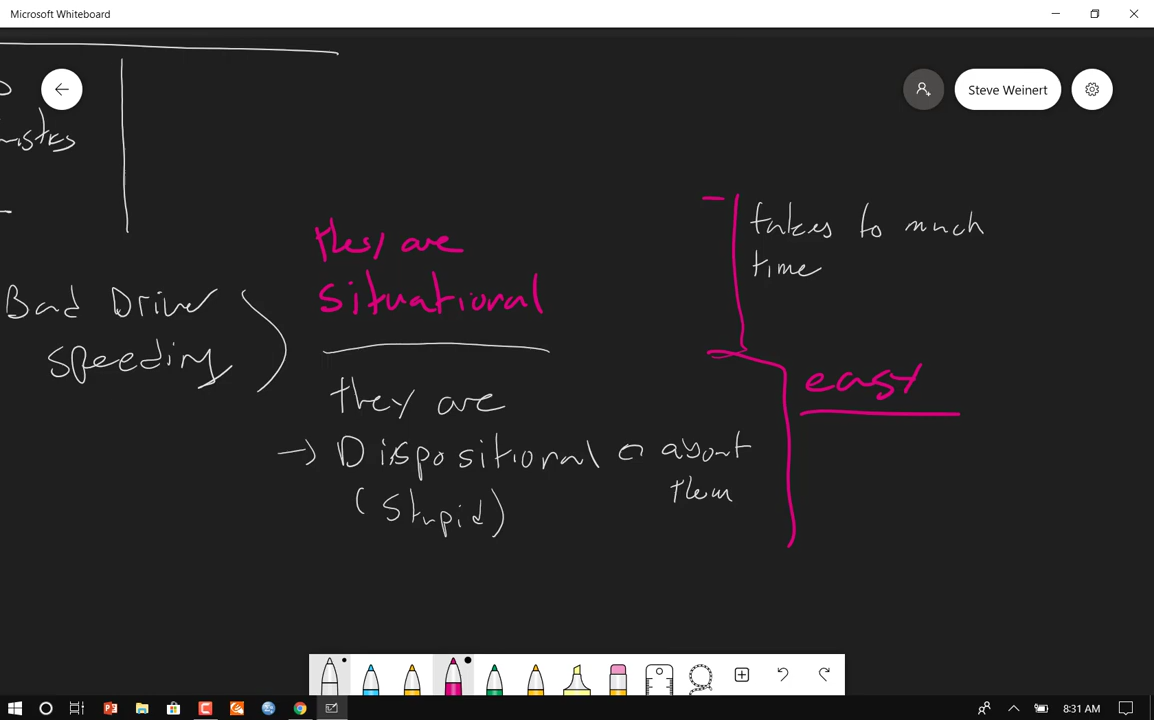 Microsoft Whiteboard
Steve Weinert
they are
situational
takes to much
time
Bad Driver
speeding
easy
they are
→ Dispositional about
them
(Stupid)
8:31 AM